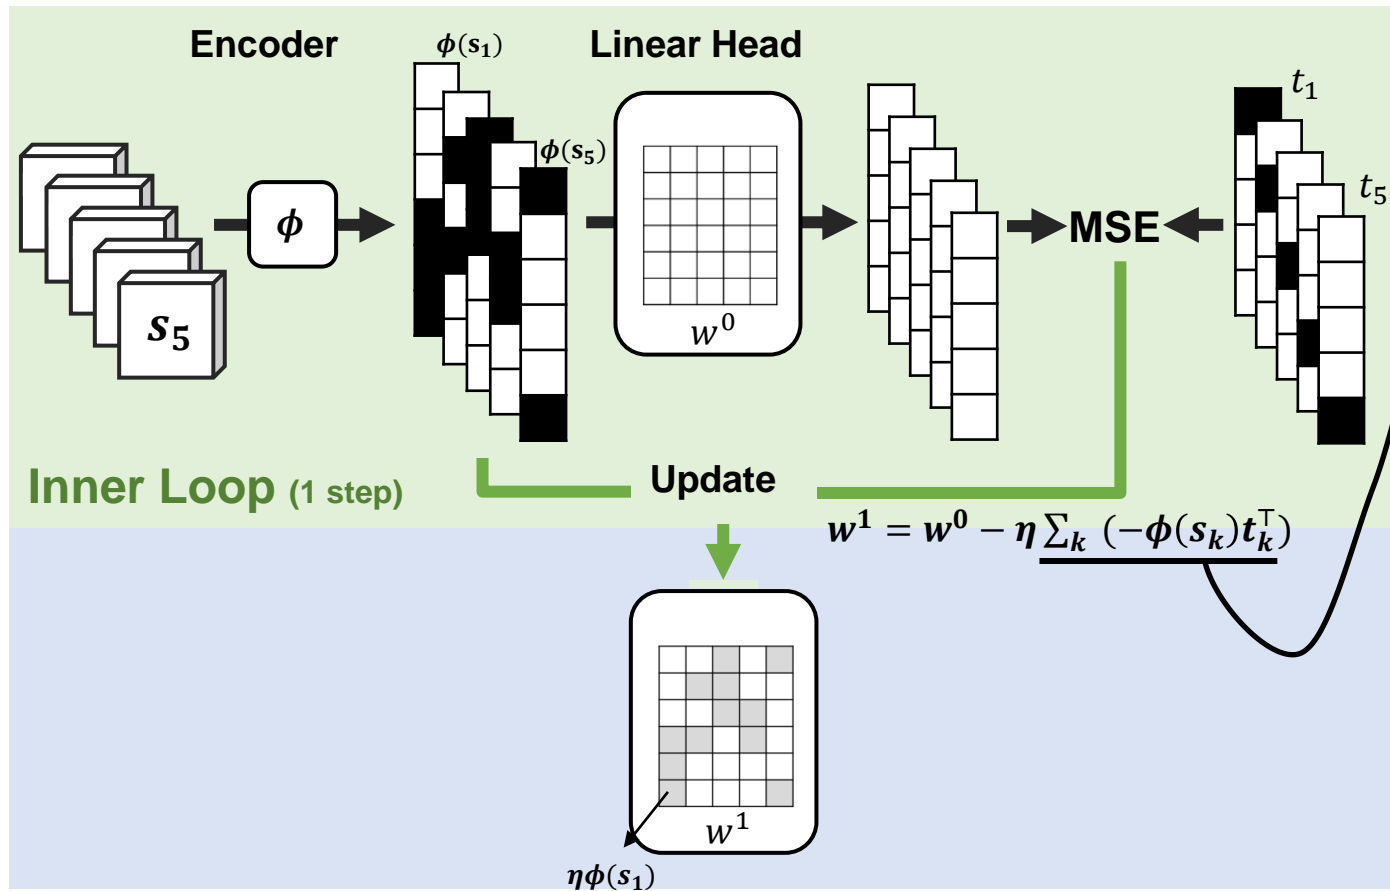 Encoder
Linear Head
ϕ(s₁)
ϕ(s₅)
t₁
t₅
s₅
ϕ
w⁰
MSE
Inner Loop (1 step)
Update
w¹ = w⁰ − η ∑ₖ (−ϕ(sₖ)tₖ⊤)
w¹
ηϕ(s₁)